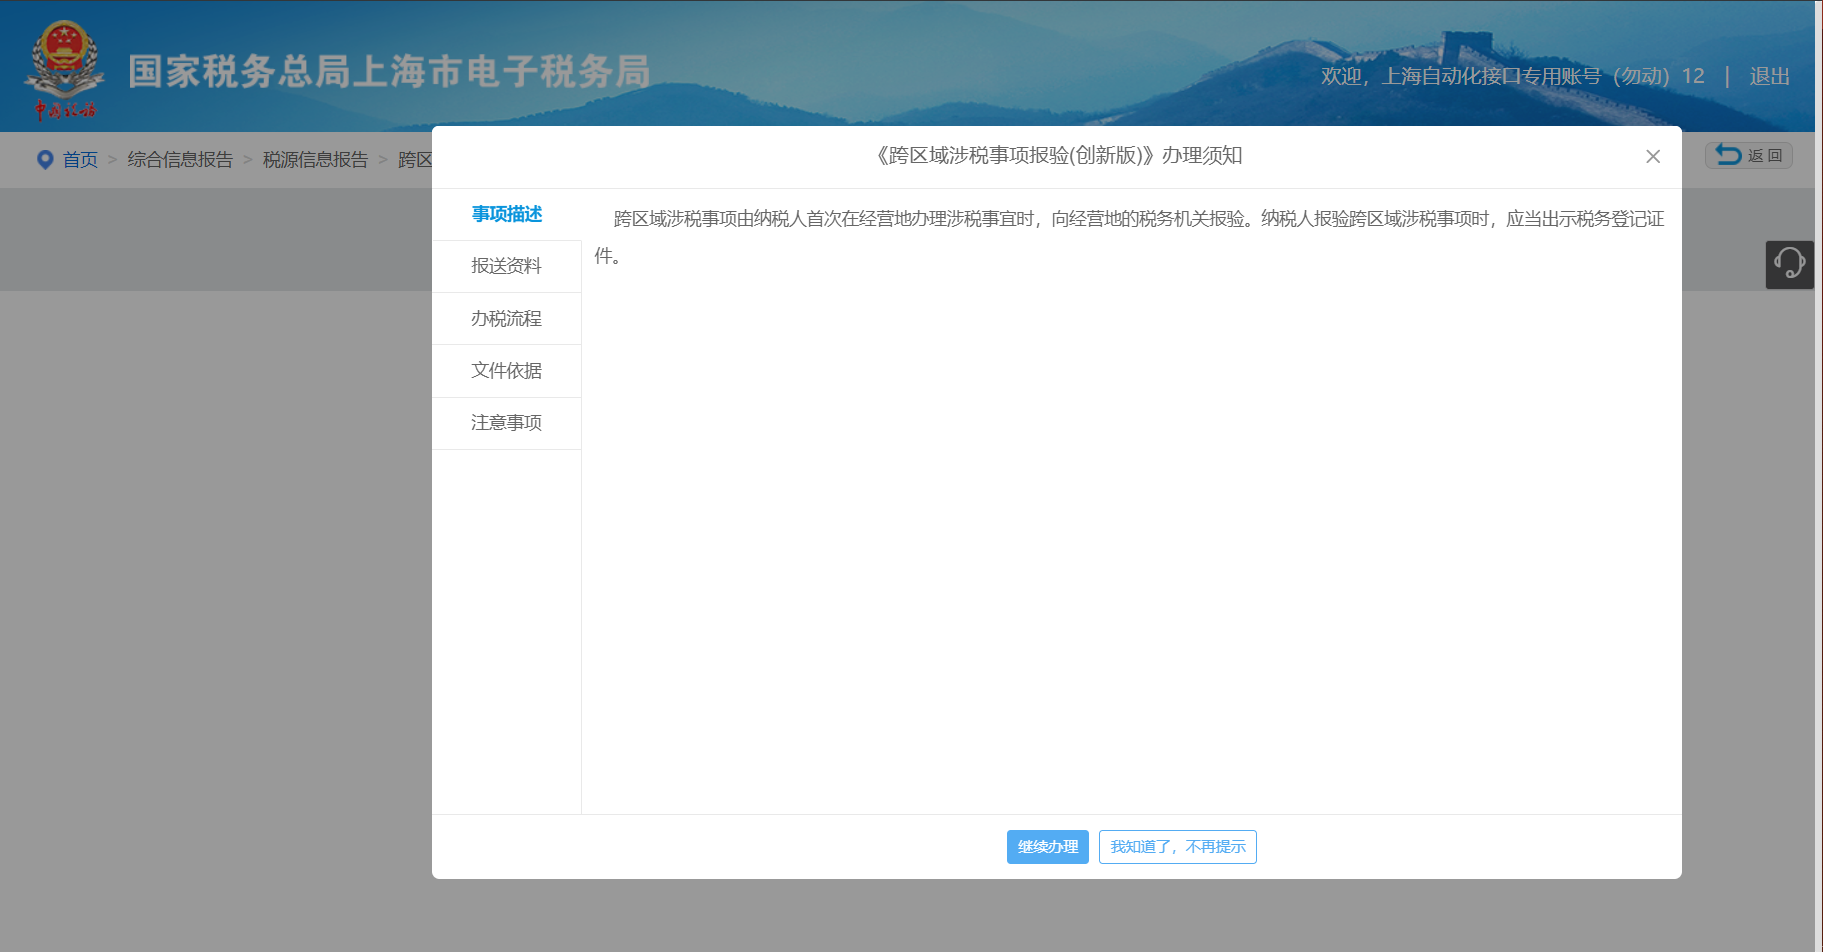 国家税务总局上海市电子税务局
中国税务
欢迎，上海自动化接口专用账号（勿动）12 | 退出
首页 > 综合信息报告 > 税源信息报告 > 跨区
返回
《跨区域涉税事项报验(创新版)》办理须知
事项描述
报送资料
办税流程
文件依据
注意事项
跨区域涉税事项由纳税人首次在经营地办理涉税事宜时，向经营地的税务机关报验。纳税人报验跨区域涉税事项时，应当出示税务登记证
件。
继续办理
我知道了，不再提示